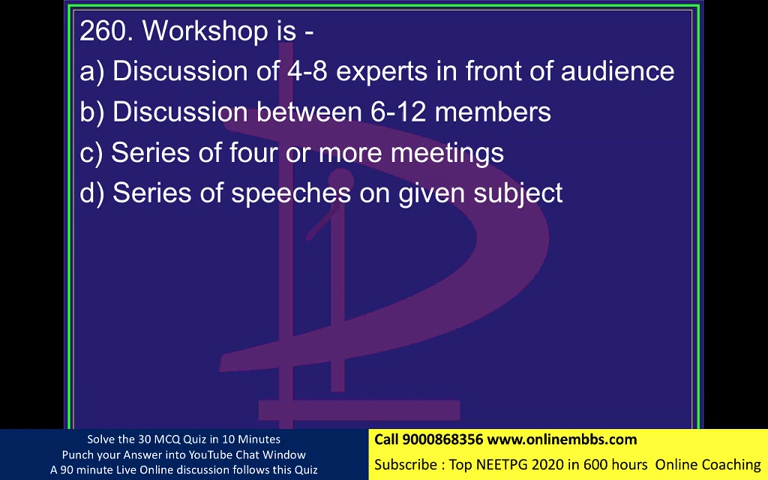 260. Workshop is -
a) Discussion of 4-8 experts in front of audience
b) Discussion between 6-12 members
c) Series of four or more meetings
d) Series of speeches on given subject
Solve the 30 MCQ Quiz in 10 Minutes
Punch your Answer into YouTube Chat Window
A 90 minute Live Online discussion follows this Quiz
Call 9000868356 www.onlinembbs.com
Subscribe : Top NEETPG 2020 in 600 hours Online Coaching